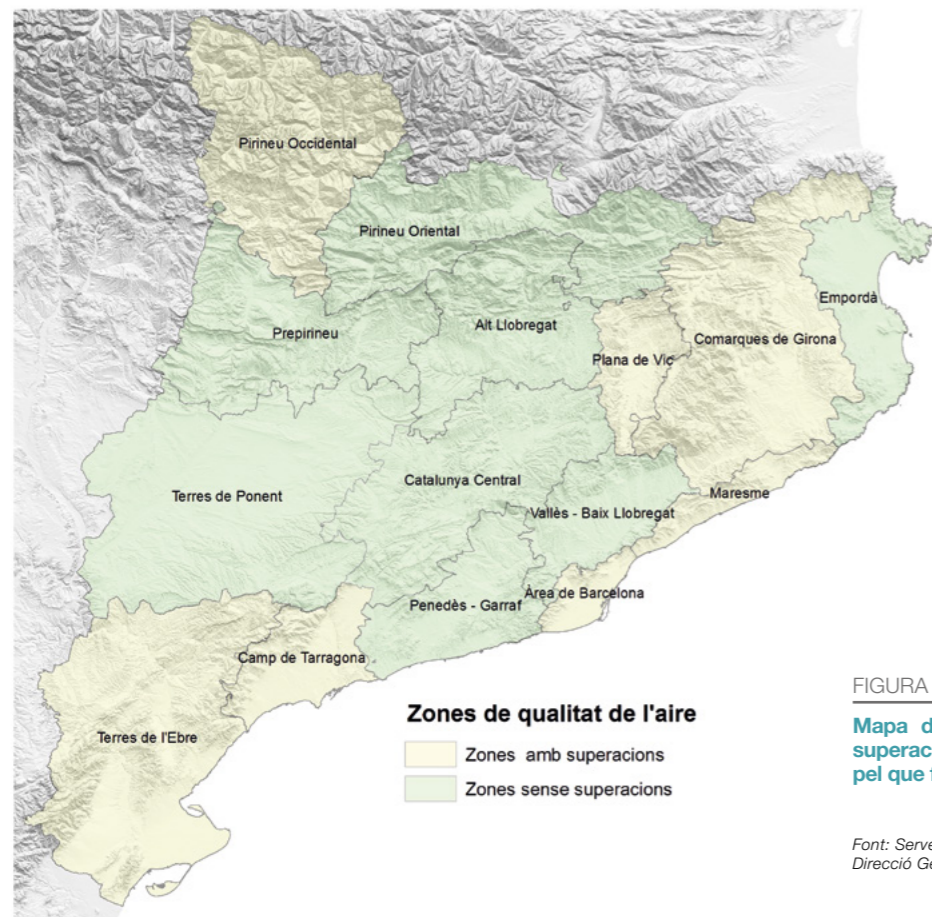 Pirineu Occidental
Pirineu Oriental
Empordà
Prepirineu
Alt Llobregat
Comarques de Girona
Plana de Vic
Terres de Ponent
Catalunya Central
Maresme
Vallès - Baix Llobregat
Àrea de Barcelona
Penedès - Garraf
Camp de Tarragona
Terres de l'Ebre
Zones de qualitat de l'aire
Zones amb superacions
Zones sense superacions
FIGURA
Mapa d
superac
pel que
Font: Serve
Direcció Ge